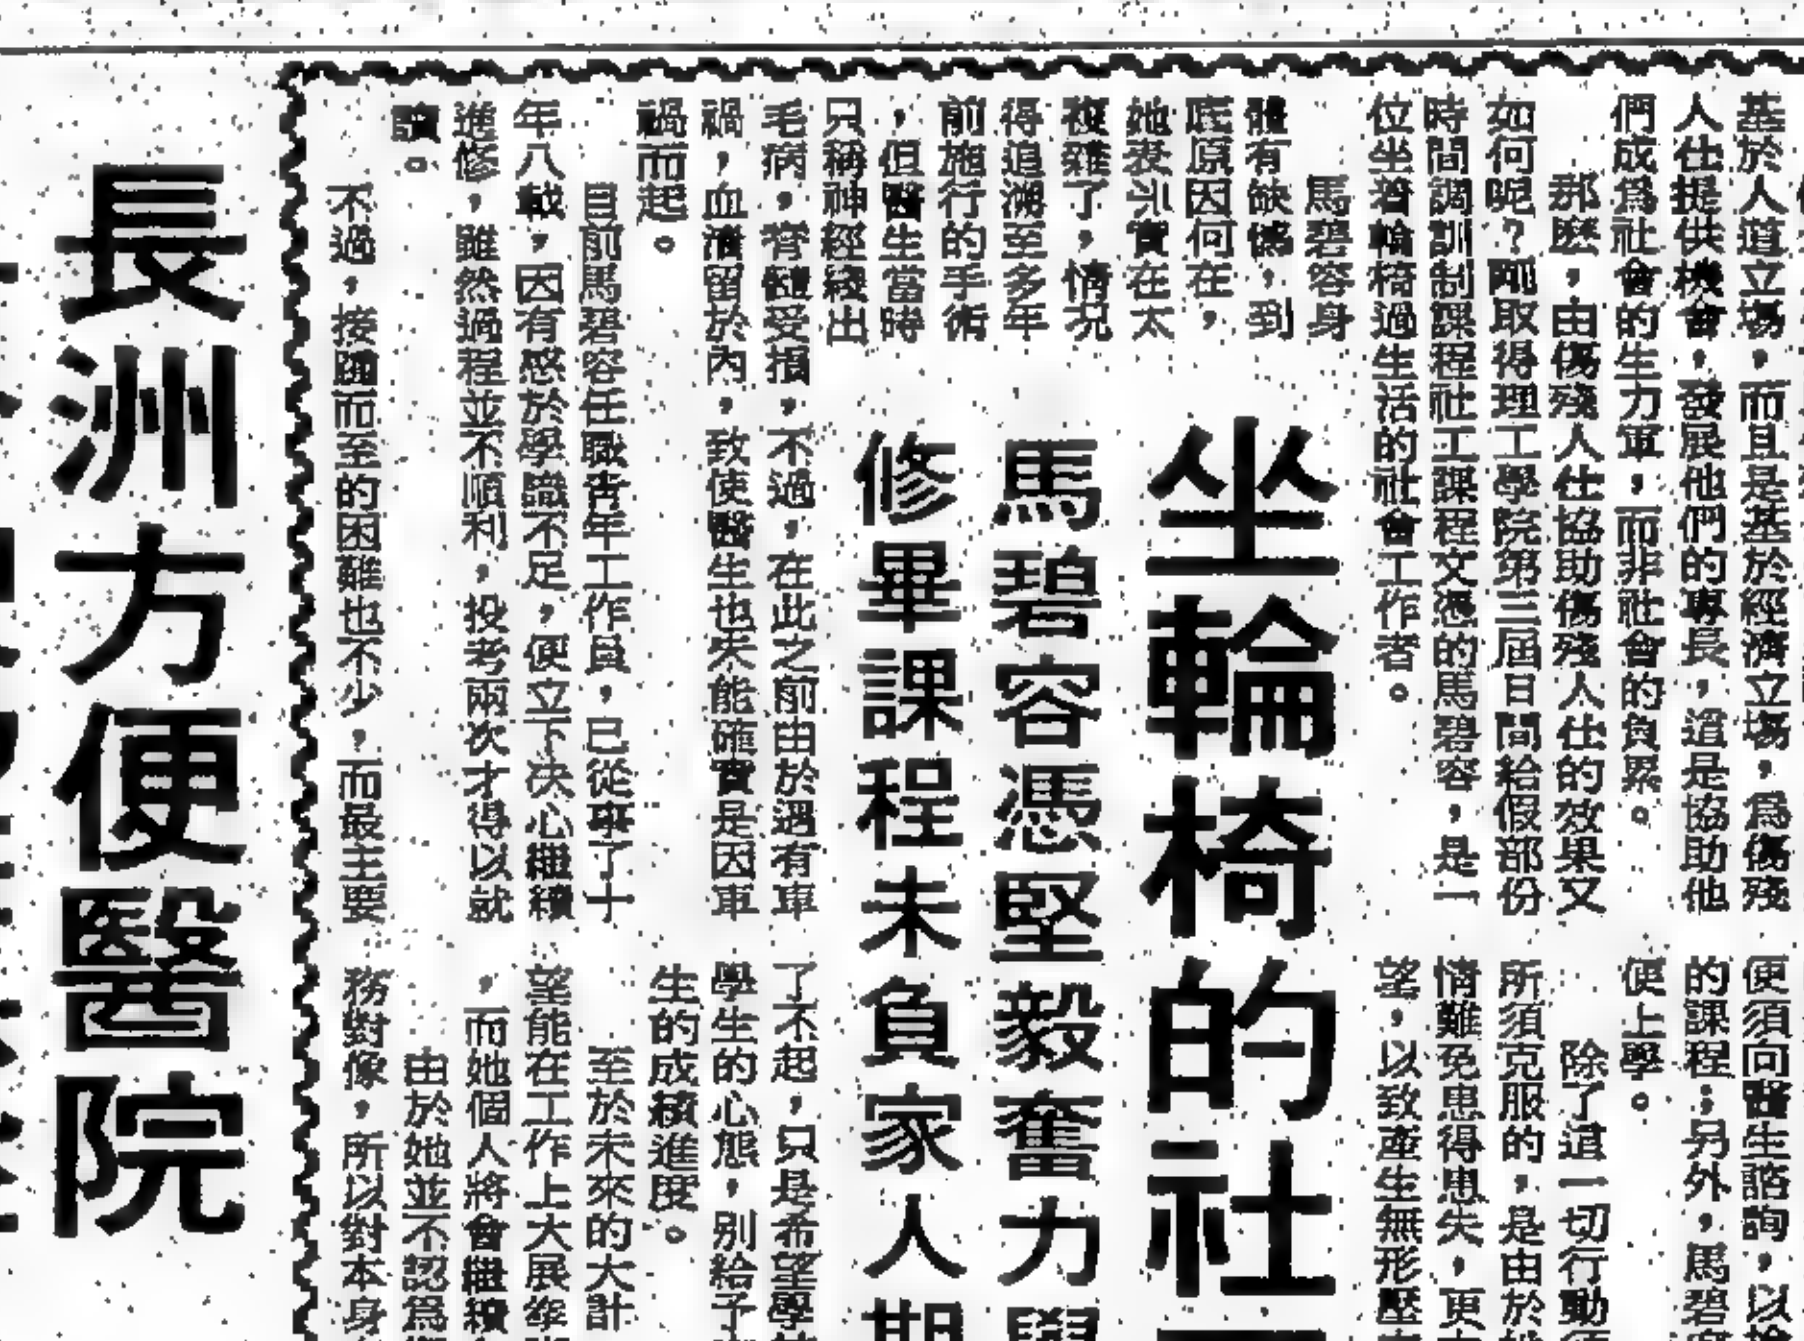 坐輪椅的社
馬碧容憑堅毅奮力學
修畢課程未負家人期
基於人道立場，而且是基於經濟立場，爲傷殘
人仕提供機會，發展他們的專長，這是協助他
們成爲社會的生力軍，而非社會的負累。
那麽，由傷殘人仕協助傷殘人仕的效果又
如何呢？剛取得理工學院第三屆日間給假部份
時間調訓制課程社工課程文憑的馬碧容，是一
位坐着輪椅過生活的社會工作者。
馬碧容身
體有缺憾，到
底原因何在，
她表示實在太
複雜了，情況
得追溯至多年
前施行的手術
，但醫生當時
只稱神經綫出
毛病，脊髓受損，不過，在此之前由於遇有車
禍，血漬留於內，致使醫生也未能確實是因車
禍而起。
目前馬碧容任職靑年工作員，已從事了十
年八載，因有感於學識不足，便立下決心繼續
進修，雖然過程並不順利，投考兩次才得以就
讀。
不過，接踵而至的困難也不少，而最主要
便須向醫生諮詢，以
的課程；另外，馬碧
便上學。
除了這一切行動
所須克服的，是由於
情難免患得患失，更
望，以致產生無形壓
了不起，只是希望學
學生的心態，別給予
生的成績進度。
至於未來的大計
望能在工作上大展
，而她個人將會繼續
由於她並不認爲
務對像，所以對本身
長洲方便醫院